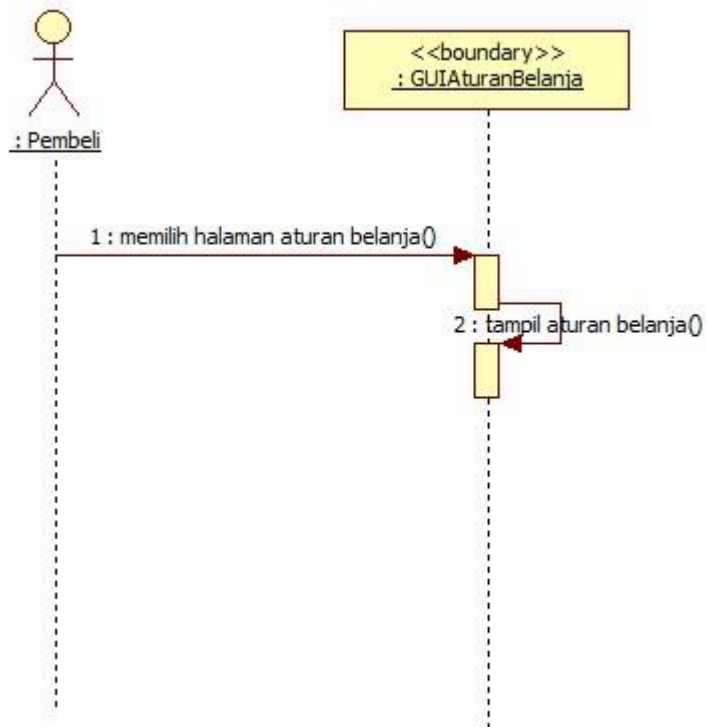 <<boundary>>
: GUIAturanBelanja
: Pembeli
1 : memilih halaman aturan belanja()
2 : tampil aturan belanja()